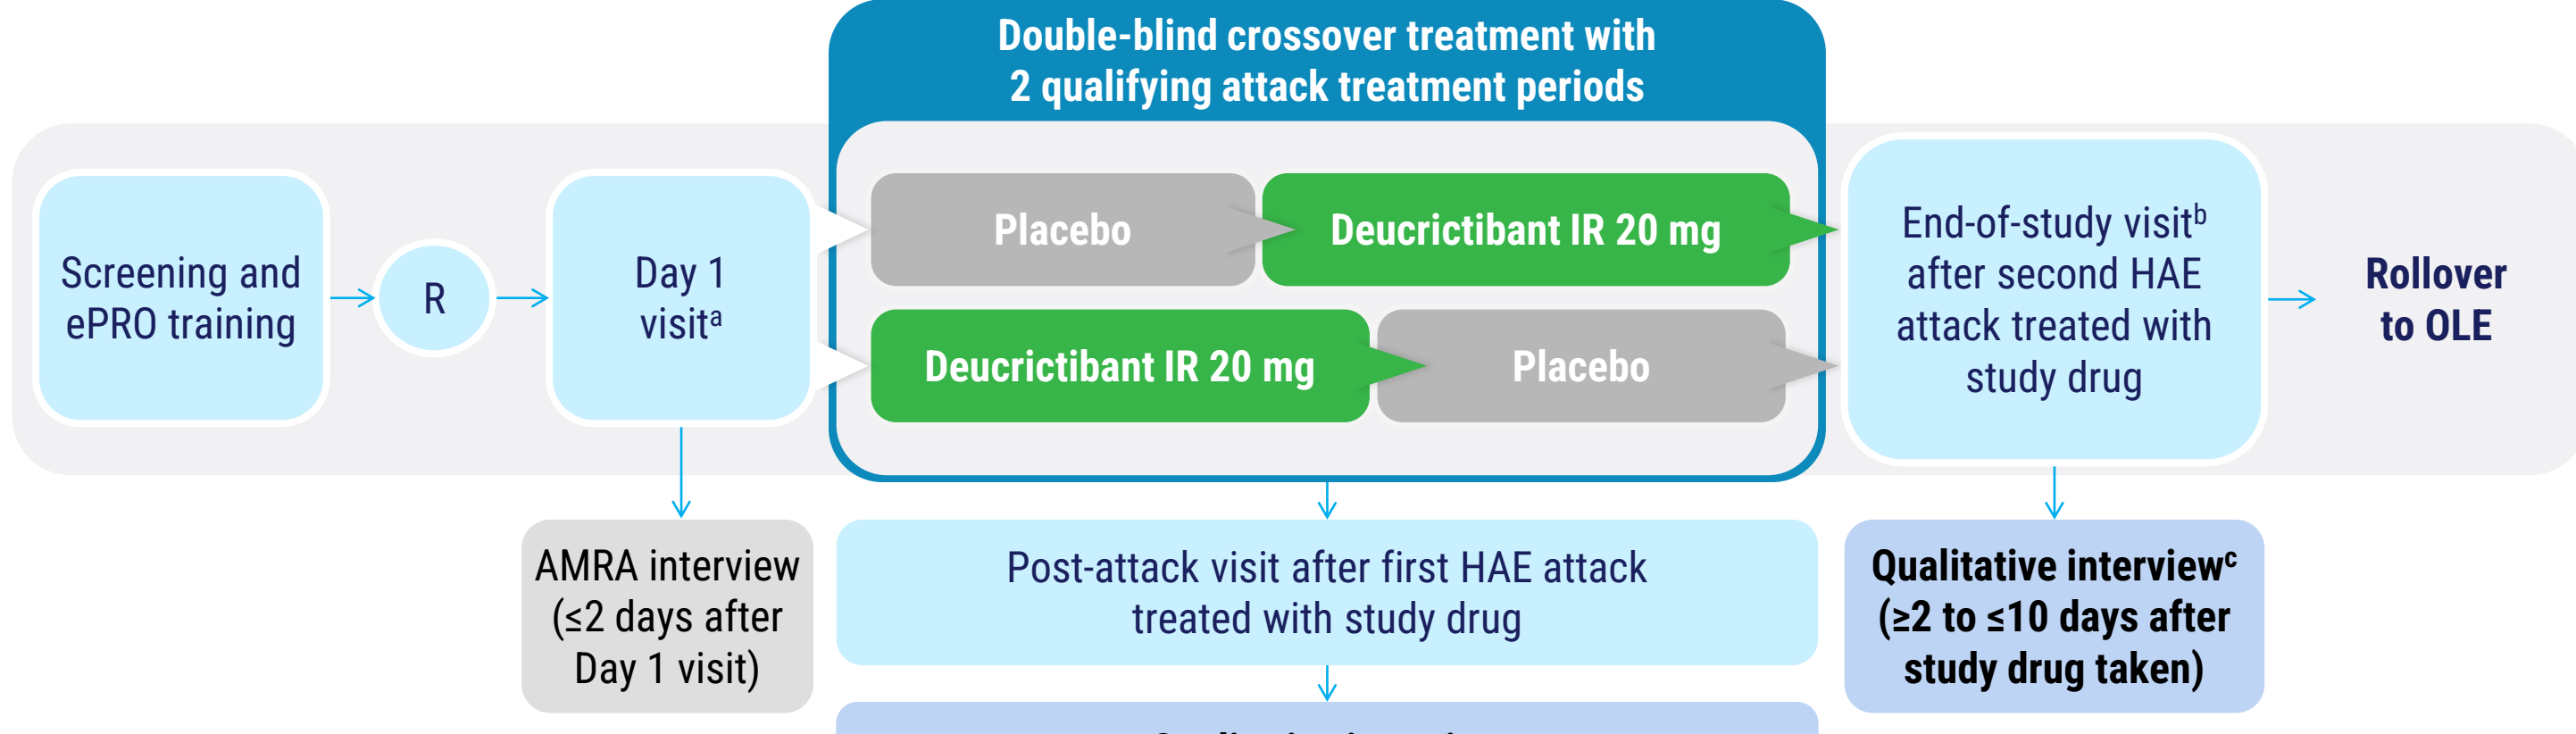 Double-blind crossover treatment with
2 qualifying attack treatment periods
Screening and
ePRO training
R
Day 1
visitᵃ
Placebo
Deucrictibant IR 20 mg
Deucrictibant IR 20 mg
Placebo
End-of-study visitᵇ
after second HAE
attack treated with
study drug
Rollover
to OLE
AMRA interview
(≤2 days after
Day 1 visit)
Post-attack visit after first HAE attack
treated with study drug
Qualitative interviewᶜ
(≥2 to ≤10 days after
study drug taken)